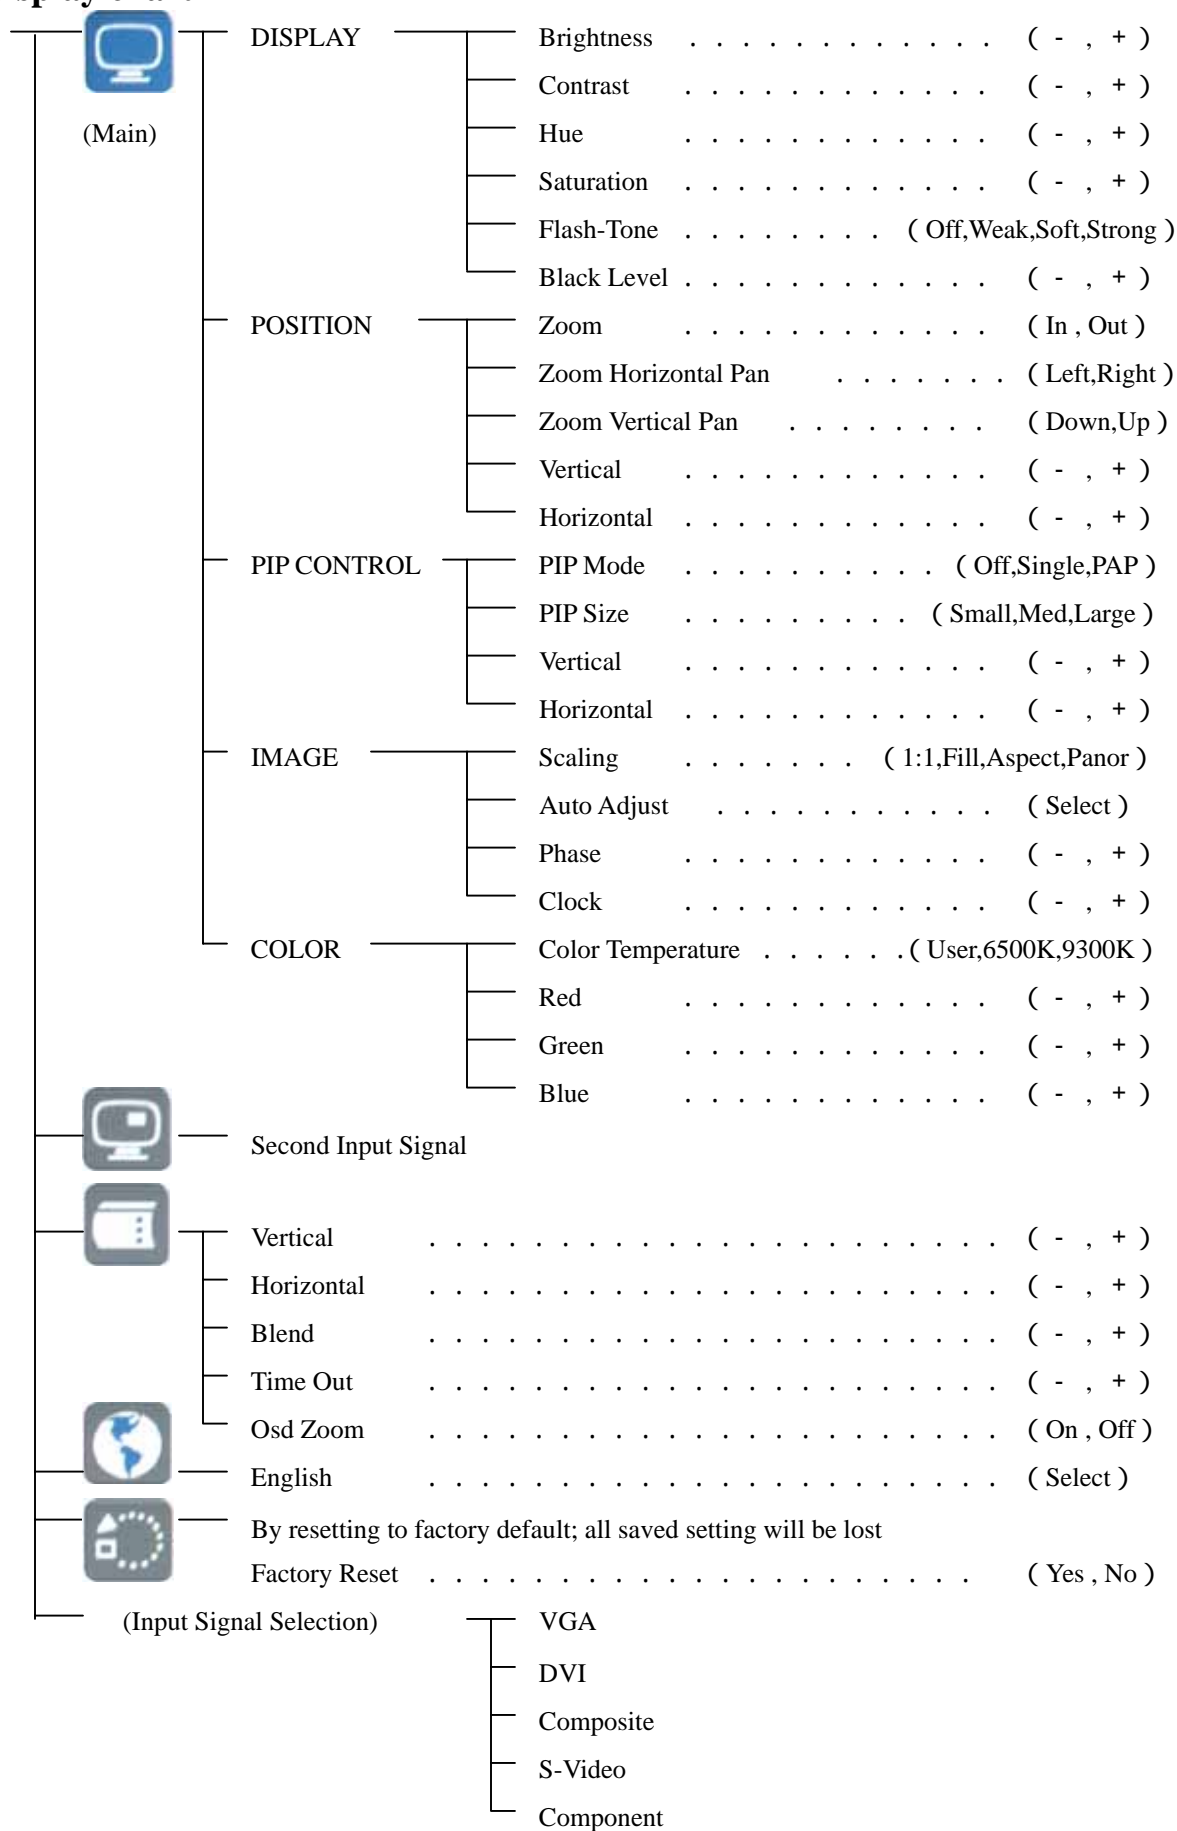 DISPLAY Brightness . . . . . . . . . . . . ( - , + )
Contrast . . . . . . . . . . . . ( - , + )
(Main) Hue . . . . . . . . . . . . ( - , + )
Saturation . . . . . . . . . . . . ( - , + )
Flash-Tone . . . . . . . . ( Off,Weak,Soft,Strong )
Black Level . . . . . . . . . . . . ( - , + )
POSITION Zoom . . . . . . . . . . . . ( In , Out )
Zoom Horizontal Pan . . . . . . . ( Left,Right )
Zoom Vertical Pan . . . . . . . . ( Down,Up )
Vertical . . . . . . . . . . . . ( - , + )
Horizontal . . . . . . . . . . . . ( - , + )
PIP CONTROL PIP Mode . . . . . . . . . . ( Off,Single,PAP )
PIP Size . . . . . . . . . ( Small,Med,Large )
Vertical . . . . . . . . . . . . ( - , + )
Horizontal . . . . . . . . . . . . ( - , + )
IMAGE Scaling . . . . . . . ( 1:1,Fill,Aspect,Panor )
Auto Adjust . . . . . . . . . . . ( Select )
Phase . . . . . . . . . . . . ( - , + )
Clock . . . . . . . . . . . . ( - , + )
COLOR Color Temperature . . . . . . ( User,6500K,9300K )
Red . . . . . . . . . . . . ( - , + )
Green . . . . . . . . . . . . ( - , + )
Blue . . . . . . . . . . . . ( - , + )
Second Input Signal
Vertical . . . . . . . . . . . . . . . . . . . . . . ( - , + )
Horizontal . . . . . . . . . . . . . . . . . . . . . . ( - , + )
Blend . . . . . . . . . . . . . . . . . . . . . . ( - , + )
Time Out . . . . . . . . . . . . . . . . . . . . . . ( - , + )
Osd Zoom . . . . . . . . . . . . . . . . . . . . . . ( On , Off )
English . . . . . . . . . . . . . . . . . . . . . . ( Select )
By resetting to factory default; all saved setting will be lost
Factory Reset . . . . . . . . . . . . . . . . . . . . . ( Yes , No )
(Input Signal Selection) VGA
DVI
Composite
S-Video
Component